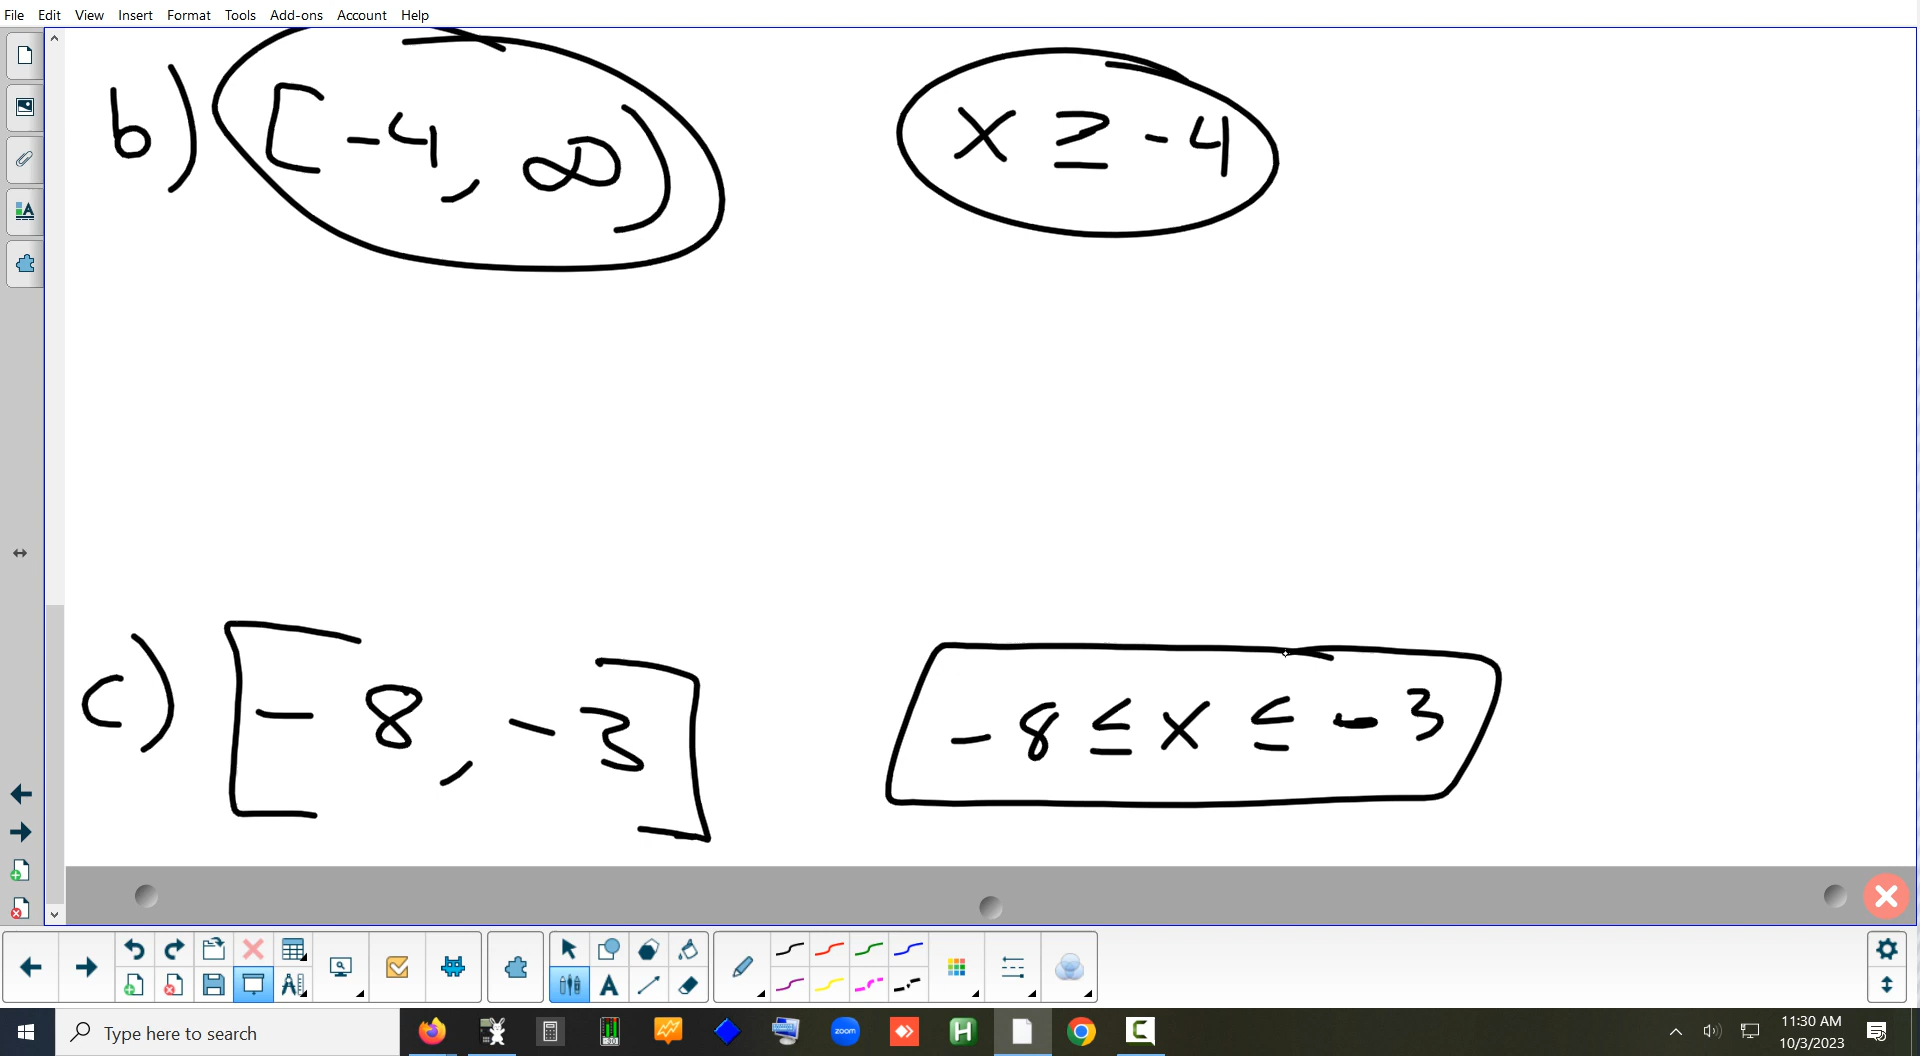 File Edit View Insert Format Tools Add-ons Account Help
b) [-4, ∞) x ≥ -4
c) [-8, -3] -8 ≤ x ≤ -3
Type here to search
zoom
11:30 AM
10/3/2023